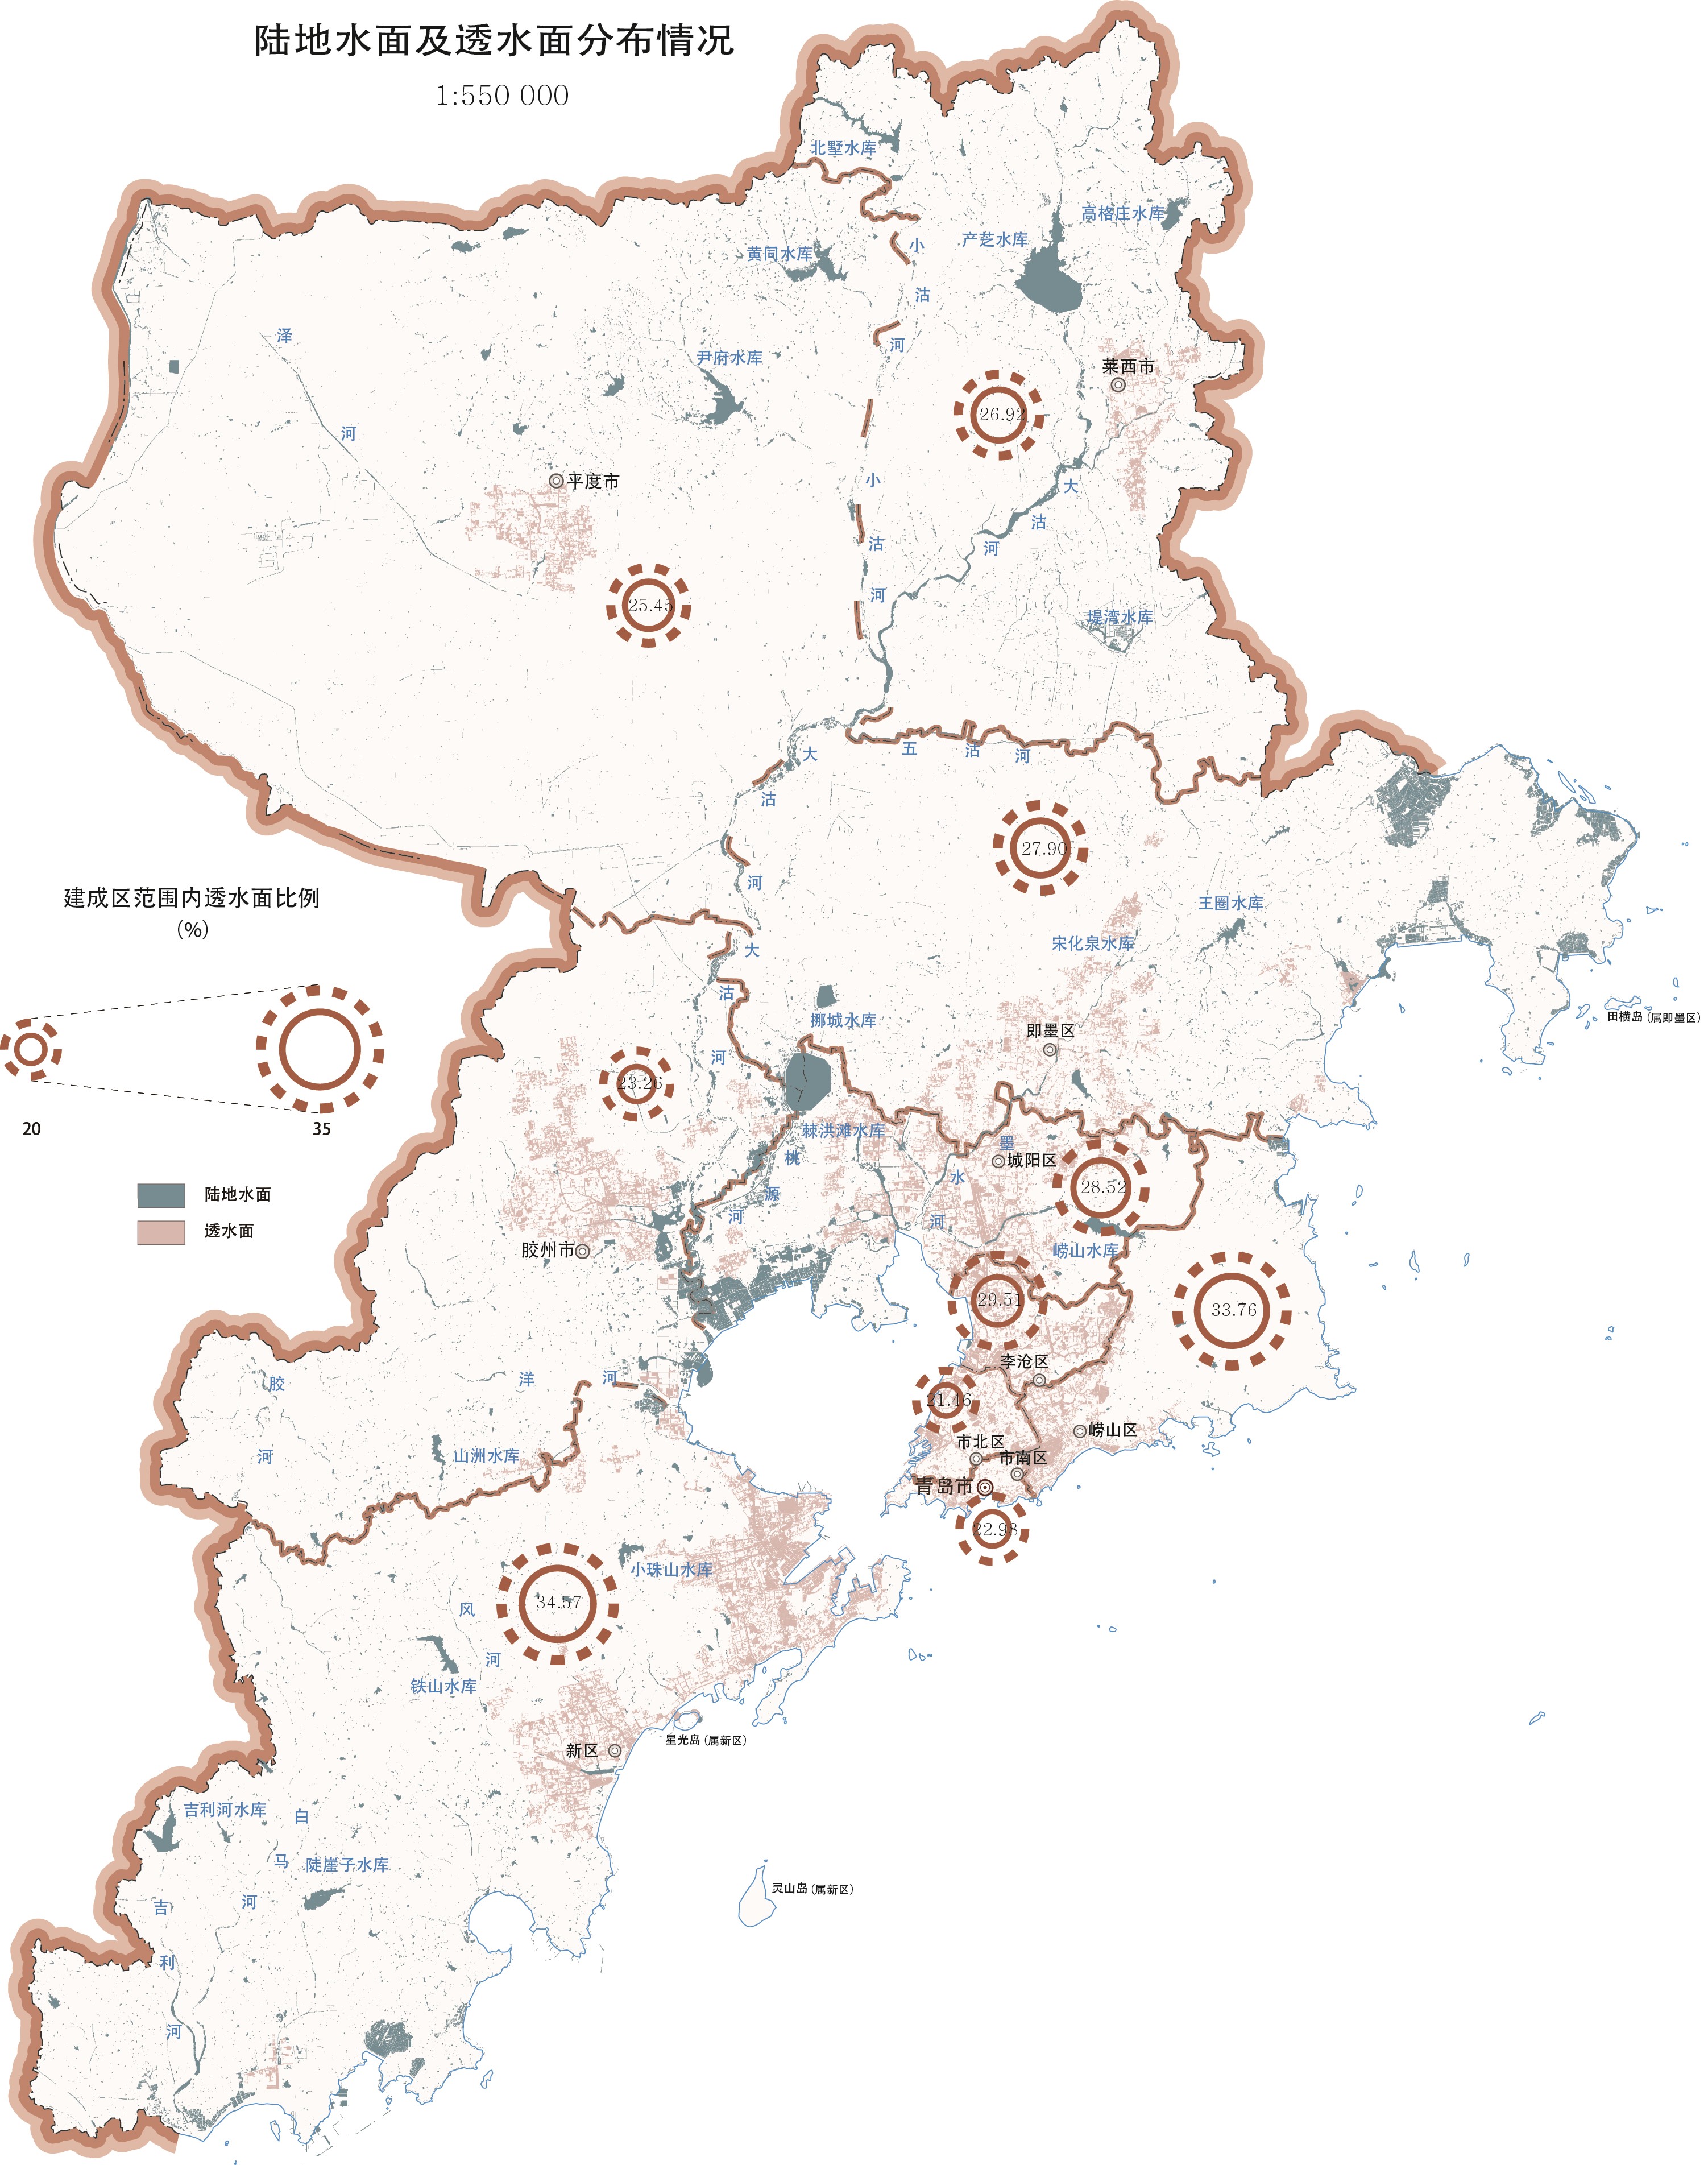 陆地水面及透水面分布情况
1:550 000
北墅水库
高格庄水库
产芝水库
黄同水库
小
沽
河
泽
河
尹府水库
莱西市
26.92
平度市
小
沽
河
大
沽
河
25.45
堤湾水库
大
沽
河
五
沽
河
27.90
建成区范围内透水面比例
(%)
20
35
陆地水面
透水面
王圈水库
宋化泉水库
大
沽
河
挪城水库
即墨区
田横岛(属即墨区)
23.26
棘洪滩水库
桃
源
河
墨
水
河
城阳区
28.52
崂山水库
胶州市
29.51
33.76
李沧区
洋
河
胶
河
21.46
崂山区
市北区
市南区
山洲水库
青岛市
22.98
小珠山水库
34.57
风
河
铁山水库
星光岛(属新区)
新区
吉利河水库
白
马
河
陡崖子水库
灵山岛(属新区)
吉
利
河